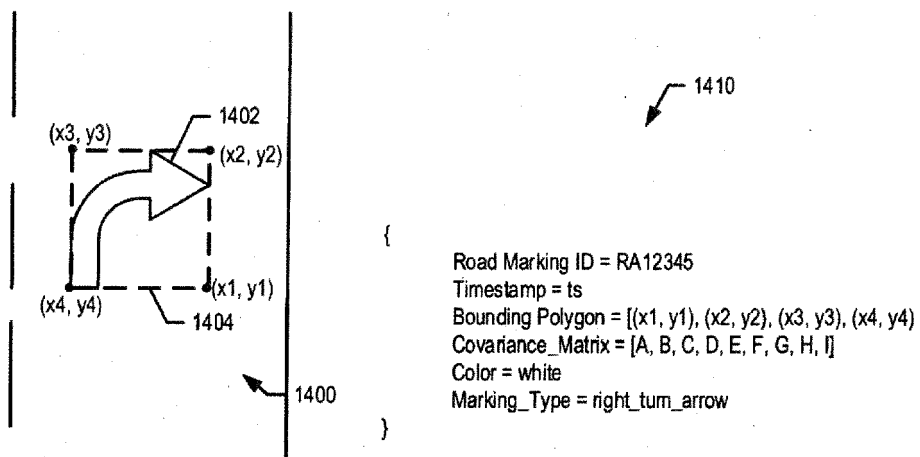 1402
1410
(x3, y3)
(x2, y2)
(x4, y4)
(x1, y1)
1404
1400
{
Road Marking ID = RA12345
Timestamp = ts
Bounding Polygon = [(x1, y1), (x2, y2), (x3, y3), (x4, y4)
Covariance_Matrix = [A, B, C, D, E, F, G, H, I]
Color = white
Marking_Type = right_turn_arrow
}